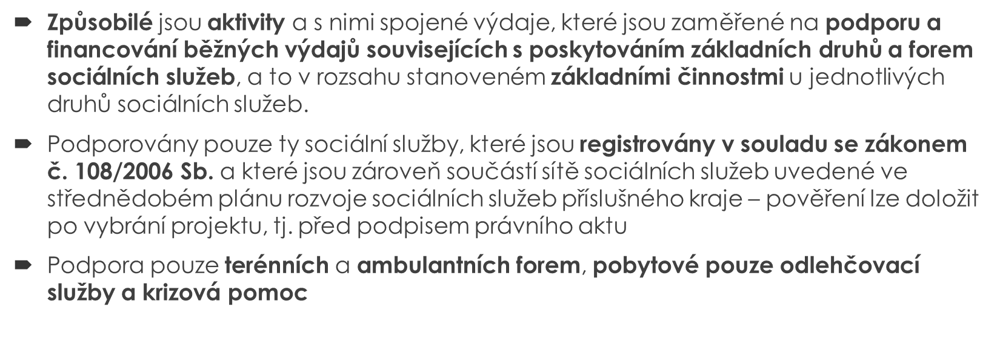 Způsobilé jsou aktivity a s nimi spojené výdaje, které jsou zaměřené na podporu a
financování běžných výdajů souvisejících s poskytováním základních druhů a forem
sociálních služeb, a to v rozsahu stanoveném základními činnostmi u jednotlivých
druhů sociálních služeb.
Podporovány pouze ty sociální služby, které jsou registrovány v souladu se zákonem
č. 108/2006 Sb. a které jsou zároveň součástí sítě sociálních služeb uvedené ve
střednědobém plánu rozvoje sociálních služeb příslušného kraje – pověření lze doložit
po vybrání projektu, tj. před podpisem právního aktu
Podpora pouze terénních a ambulantních forem, pobytové pouze odlehčovací
služby a krizová pomoc